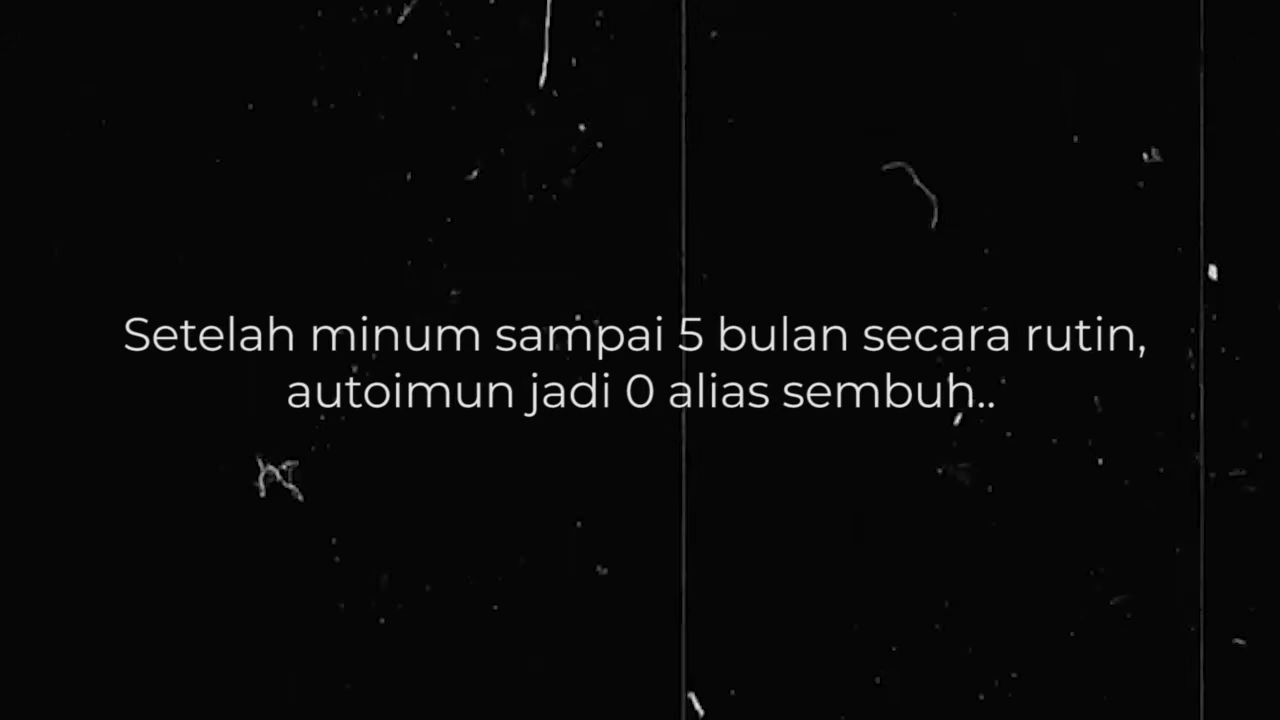 Setelah minum sampai 5 bulan secara rutin,
autoimun jadi 0 alias sembuh..